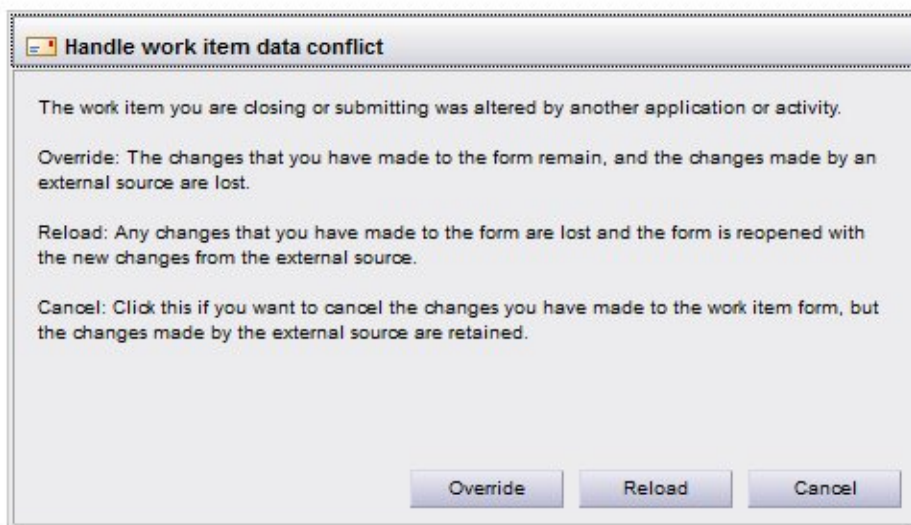 Handle work item data conflict
The work item you are closing or submitting was altered by another application or activity.
Override: The changes that you have made to the form remain, and the changes made by an
external source are lost.
Reload: Any changes that you have made to the form are lost and the form is reopened with
the new changes from the external source.
Cancel: Click this if you want to cancel the changes you have made to the work item form, but
the changes made by the external source are retained.
Override Reload Cancel